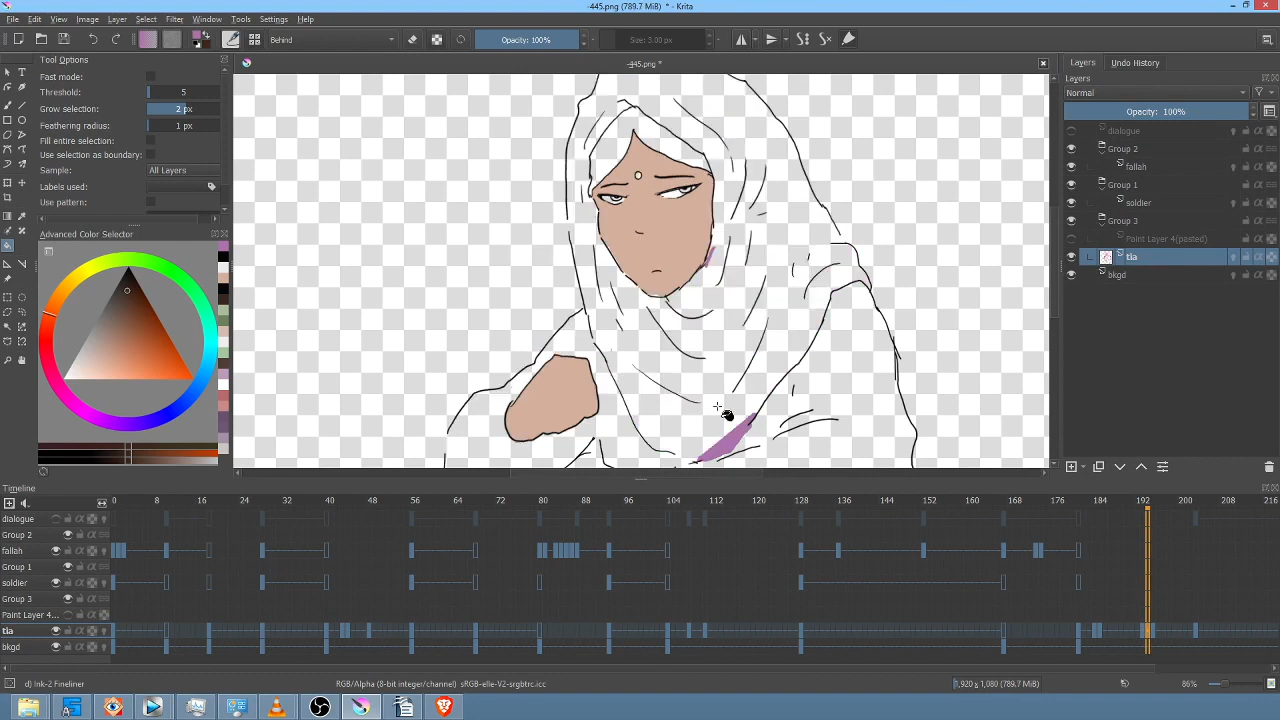 -445.png (789.7 MiB) * - Krita
File Edit View Image Layer Select Filter Window Tools Settings Help
Behind
Opacity: 100%
Size: 5.00 px
Tool Options
-445.png *
Fast mode:
Threshold: 5
Grow selection: 2 px
Feathering radius: 1 px
Fill entire selection:
Use selection as boundary:
Sample: All Layers
Labels used:
Use pattern:
Advanced Color Selector
Layers Undo History
Layers
Normal
Opacity: 100%
dialogue
Group 2
fallah
Group 1
soldier
Group 3
Paint Layer 4(pasted)
tia
bkgd
Timeline
0 8 16 24 32 40 48 56 64 72 80 88 96 104 112 120 128 136 144 152 160 168 176 184 192 200 208 216
dialogue
Group 2
fallah
Group 1
soldier
Group 3
Paint Layer 4...
tia
bkgd
d) Ink-2 Fineliner
RGB/Alpha (8-bit integer/channel) sRGB-elle-V2-srgbtrc.icc
1,920 x 1,080 (789.7 MiB)
86%